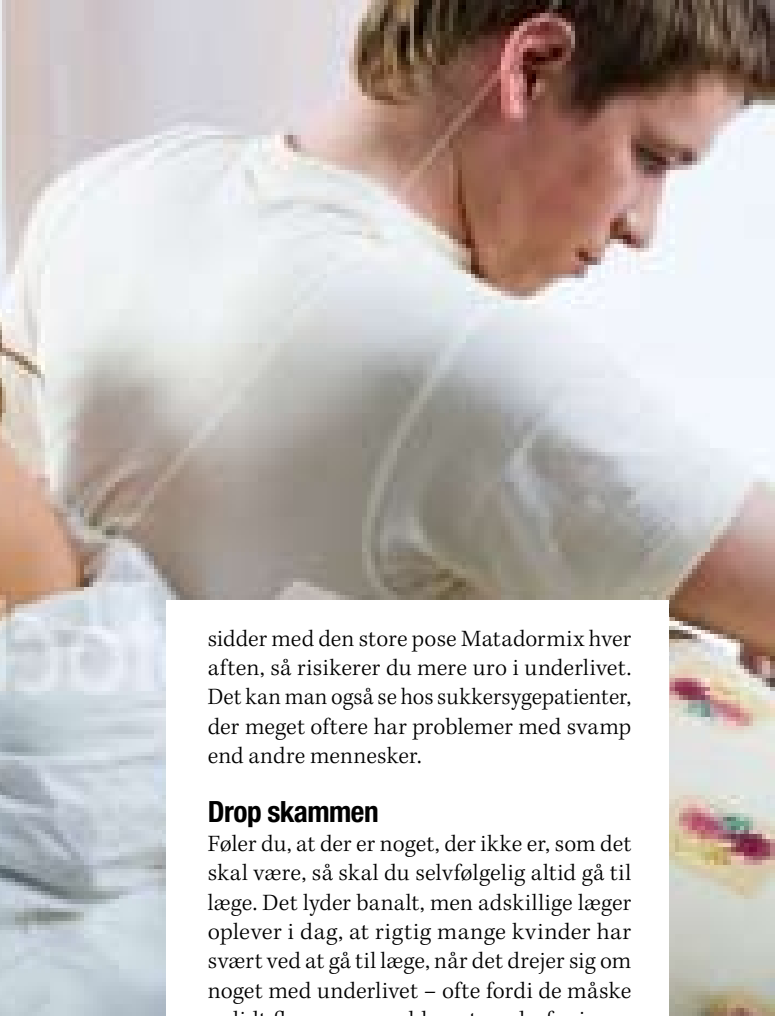 sidder med den store pose Matadormix hver
aften, så risikerer du mere uro i underlivet.
Det kan man også se hos sukkersygepatienter,
der meget oftere har problemer med svamp
end andre mennesker.
Drop skammen
Føler du, at der er noget, der ikke er, som det
skal være, så skal du selvfølgelig altid gå til
læge. Det lyder banalt, men adskillige læger
oplever i dag, at rigtig mange kvinder har
svært ved at gå til læge, når det drejer sig om
noget med underlivet – ofte fordi de måske